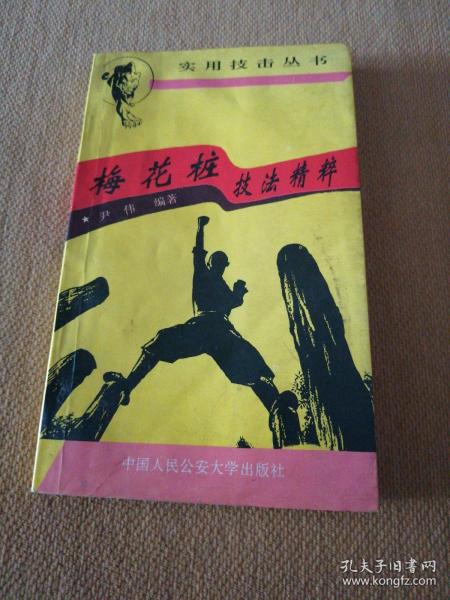 实用技击丛书
梅花桩技法精粹
★尹伟 编著
中国人民公安大学出版社
孔夫子旧书网
www.kongfz.com